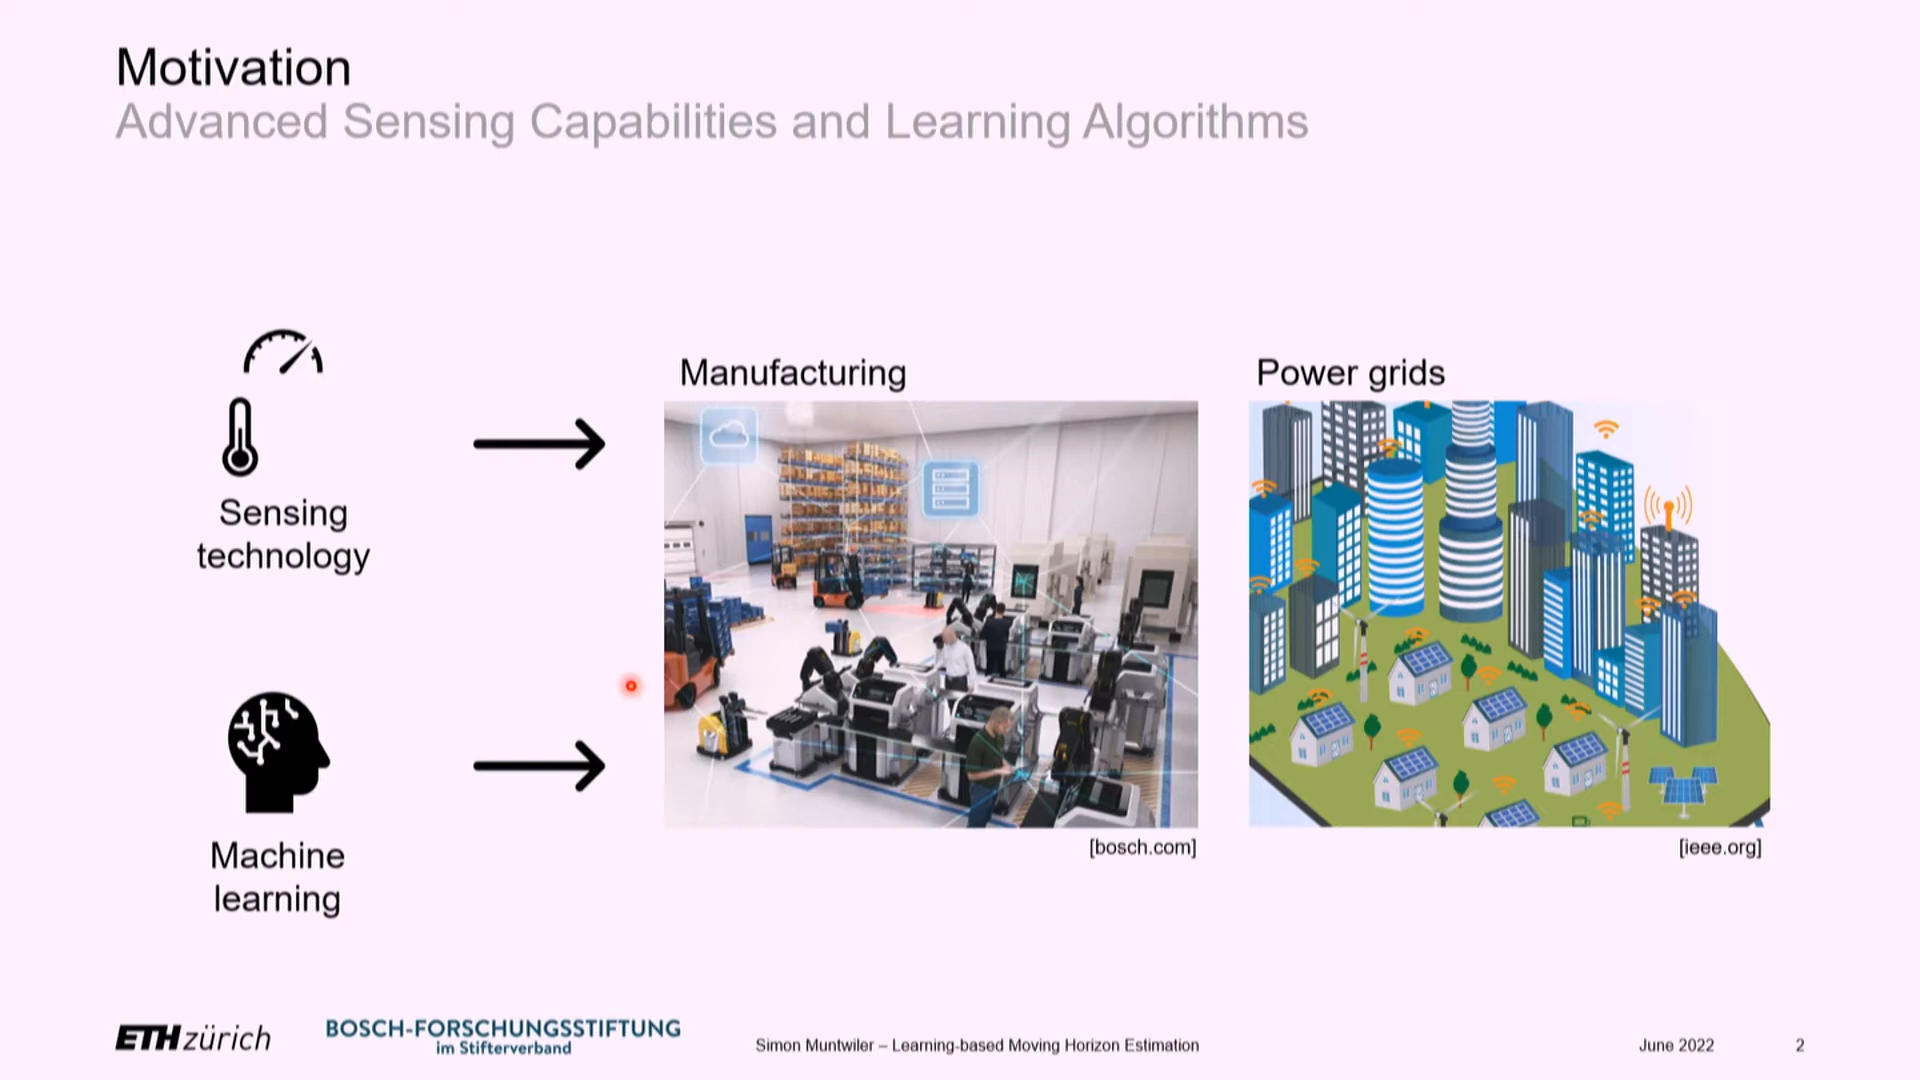 Motivation
Advanced Sensing Capabilities and Learning Algorithms
Sensing
technology
Machine
learning
Manufacturing
[bosch.com]
Power grids
[ieee.org]
ETH zürich
BOSCH-FORSCHUNGSSTIFTUNG
im Stifterverband
Simon Muntwiler – Learning-based Moving Horizon Estimation
June 2022
2